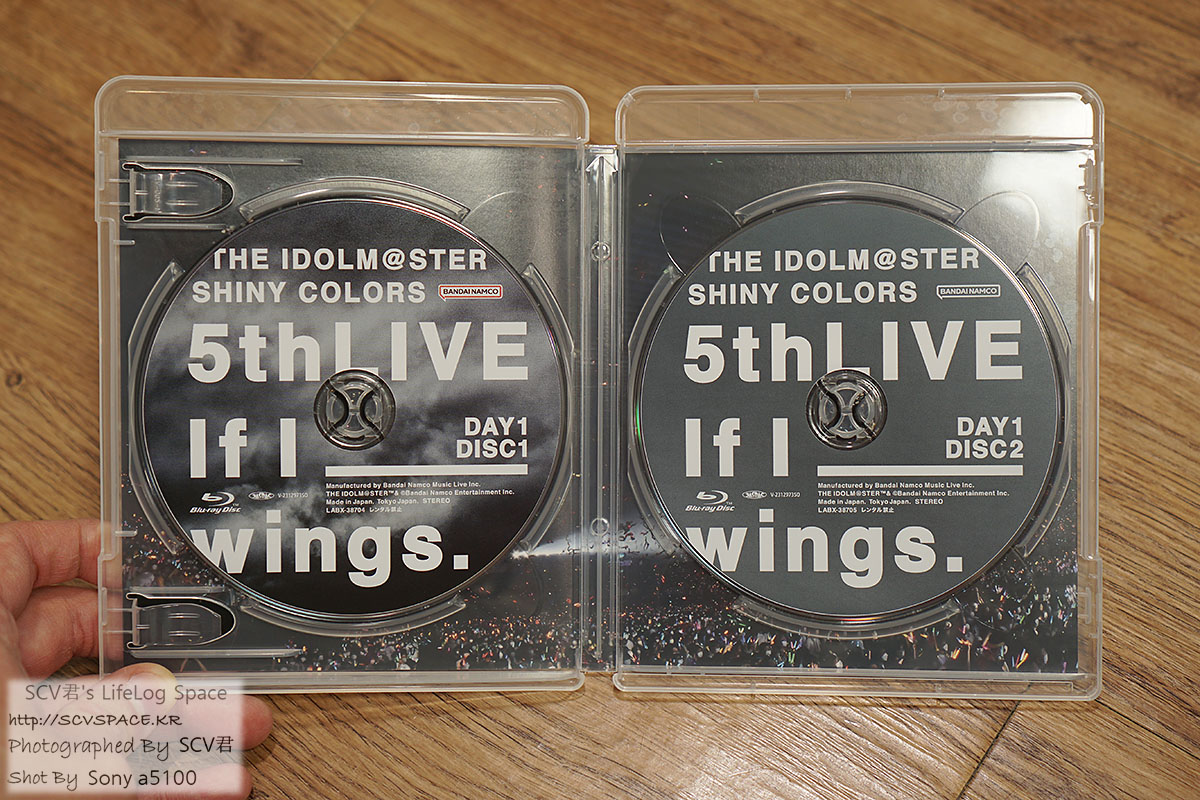 THE IDOLM@STER
SHINY COLORS BANDAI NAMCO
5thLIVE
If I
DAY1
DISC1
Manufactured by Bandai Namco Music Live Inc.
THE IDOLM@STER™& ©Bandai Namco Entertainment Inc.
Made in Japan. Tokyo Japan. STEREO
LABX-38704 レンタル禁止
Blu-ray Disc
V-231297350
wings.
THE IDOLM@STER
SHINY COLORS BANDAI NAMCO
5thLIVE
If I
DAY1
DISC2
Manufactured by Bandai Namco Music Live Inc.
THE IDOLM@STER™& ©Bandai Namco Entertainment Inc.
Made in Japan. Tokyo Japan. STEREO
LABX-38705 レンタル禁止
Blu-ray Disc
V-231297350
wings.
SCV君's LifeLog Space
http://SCVSPACE.KR
Photographed By SCV君
Shot By Sony a5100